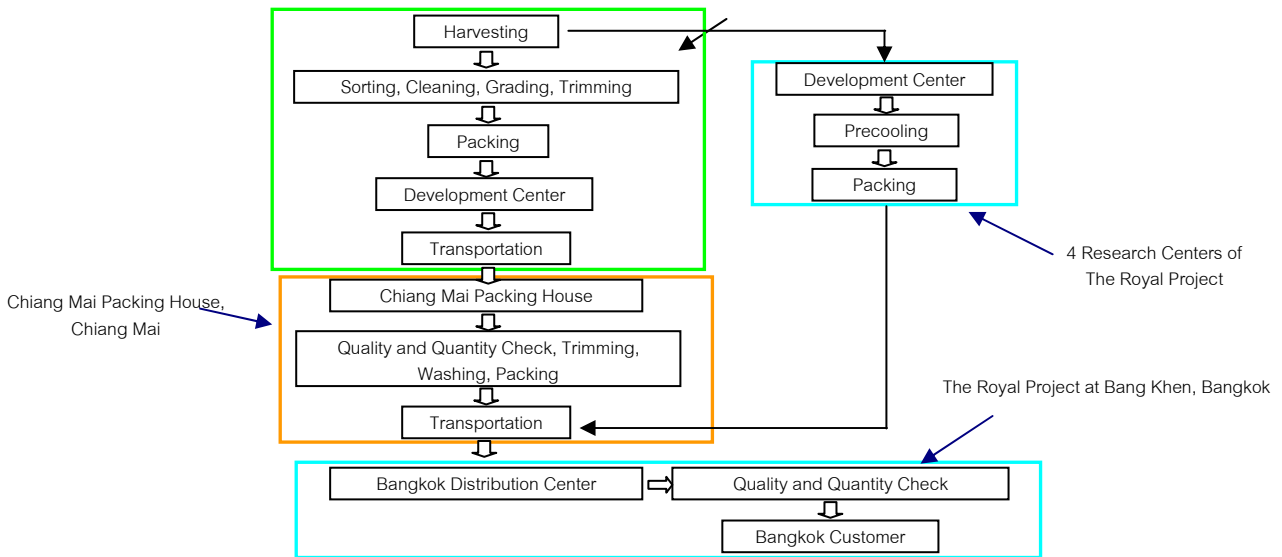 Harvesting
Sorting, Cleaning, Grading, Trimming
Packing
Development Center
Transportation
Development Center
Precooling
Packing
4 Research Centers of
The Royal Project
Chiang Mai Packing House,
Chiang Mai
Chiang Mai Packing House
Quality and Quantity Check, Trimming,
Washing, Packing
Transportation
The Royal Project at Bang Khen, Bangkok
Bangkok Distribution Center
Quality and Quantity Check
Bangkok Customer